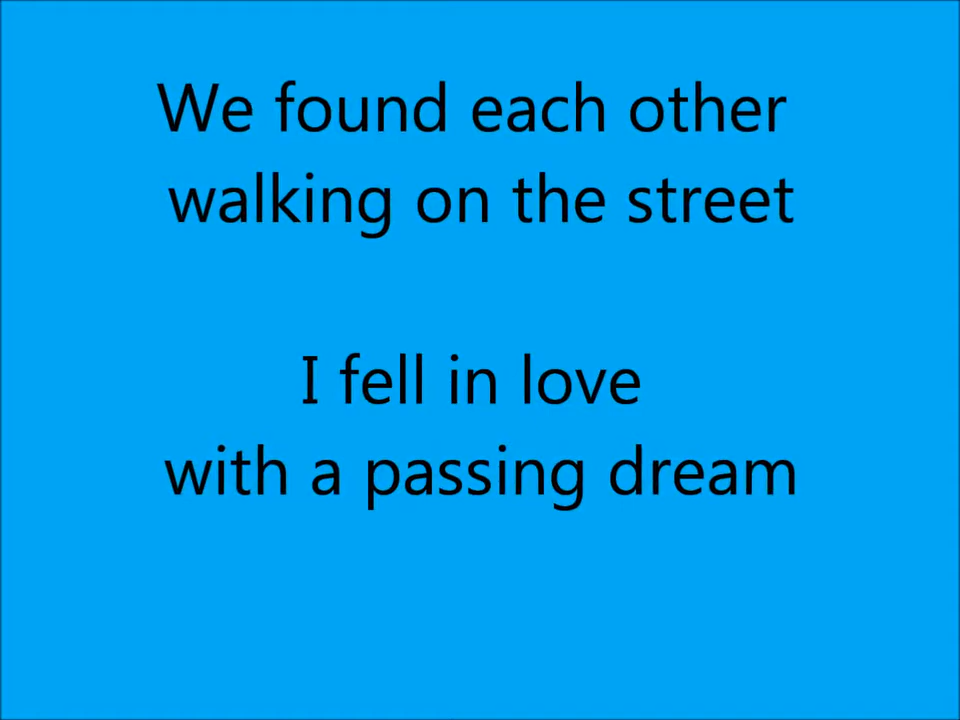 We found each other
walking on the street
I fell in love
with a passing dream